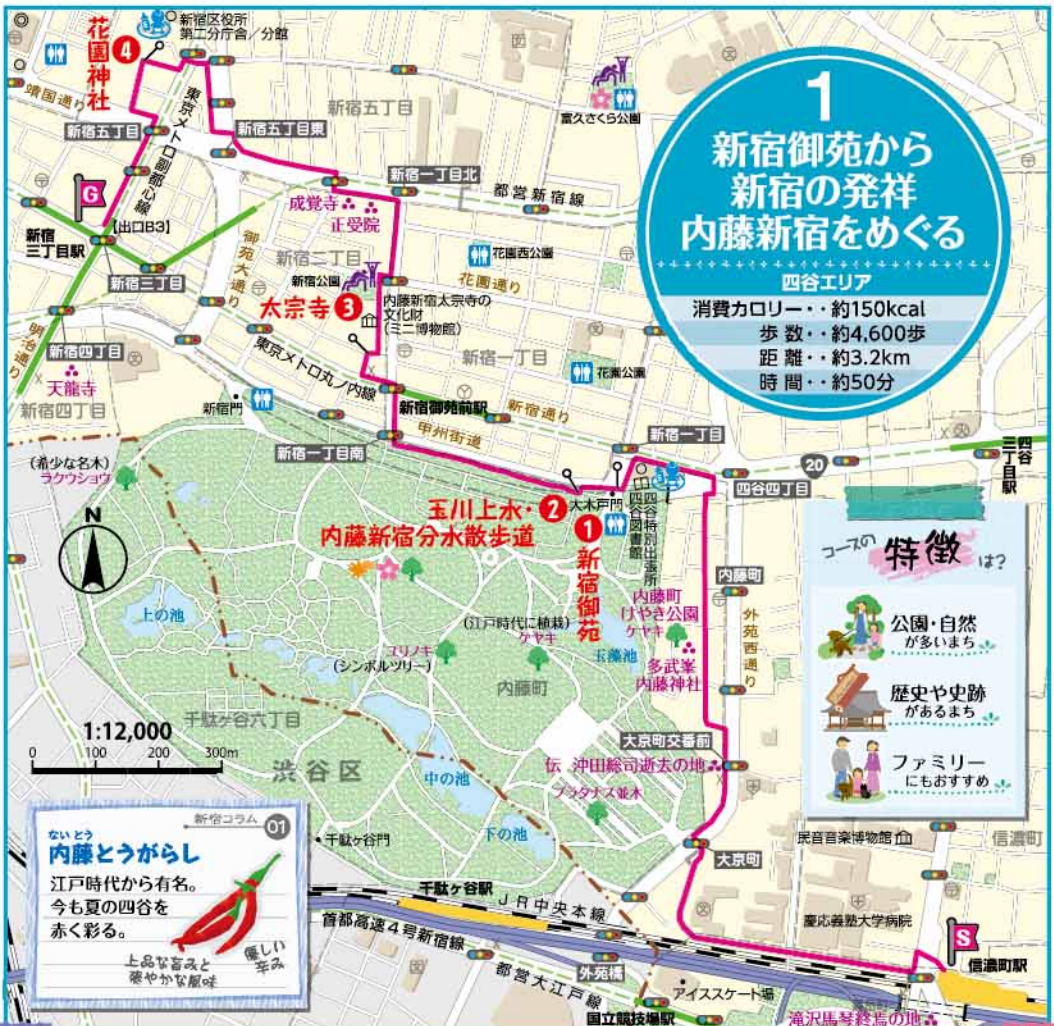 1
新宿御苑から
新宿の発祥
内藤新宿をめぐる
四谷エリア
消費カロリー・・約150kcal
歩 数・・約4,600歩
距 離・・約3.2km
時 間・・約50分
花園神社
4
新宿区役所
第二分庁舎/分館
靖国通り
新宿五丁目
東京メトロ副都心線
新宿五丁目
新宿五丁目東
富久さくら公園
G
【出口B3】
新宿
三丁目駅
新宿三丁目
新宿一丁目北
都営新宿線
成覚寺
正受院
新宿二丁目
花園西公園
花園通り
新宿公園
太宗寺
3
内藤新宿太宗寺の
文化財
(ミニ博物館)
御苑大通り
明治通り
新宿四丁目
天龍寺
新宿四丁目
東京メトロ丸ノ内線
新宿一丁目
花園公園
新宿門
新宿御苑前駅
新宿通り
甲州街道
新宿一丁目
新宿一丁目南
20
四谷四丁目
四谷
三丁目駅
(希少な名木)
ラクウショウ
N
玉川上水・
内藤新宿分水散歩道
2
大木戸門
1
新宿御苑
四谷特別出張所
四谷図書館
内藤町
内藤町
けやき公園
ケヤキ
外苑西通り
上の池
(江戸時代に植栽)
ケヤキ
ユリノキ
(シンボルツリー)
玉藻池
多武峯
内藤神社
内藤町
千駄ヶ谷六丁目
1:12,000
0 100 200 300m
渋谷区
中の池
大京町交番前
伝 沖田総司逝去の地
プラタナス並木
下の池
千駄ヶ谷門
大京町
民音音楽博物館
信濃町
千駄ヶ谷駅
JR中央本線
首都高速4号新宿線
慶応義塾大学病院
S
信濃町駅
都営大江戸線
外苑橋
国立競技場駅
アイススケート場
滝沢馬琴終焉の地
コースの
特徴
は?
公園・自然
が多いまち
歴史や史跡
があるまち
ファミリー
にもおすすめ
新宿コラム 01
ないとう
内藤とうがらし
江戸時代から有名。
今も夏の四谷を
赤く彩る。
上品な旨みと
爽やかな風味
優しい
辛み